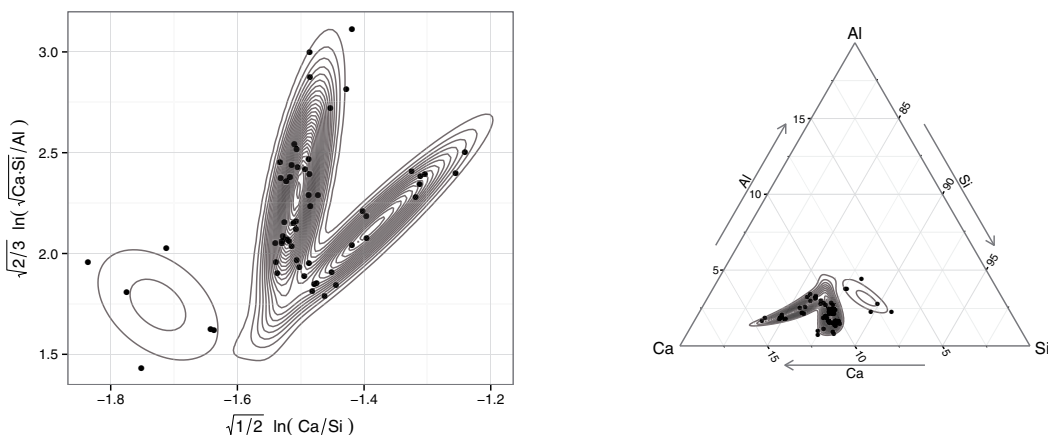 3.0
2.5
2.0
1.5
−1.8
−1.6
−1.4
−1.2
√2/3 ln( √Ca·Si/Al )
√1/2 ln( Ca/Si )
Al
85
15
Al
Si
10
90
5
95
Ca
Si
15
10
5
Ca